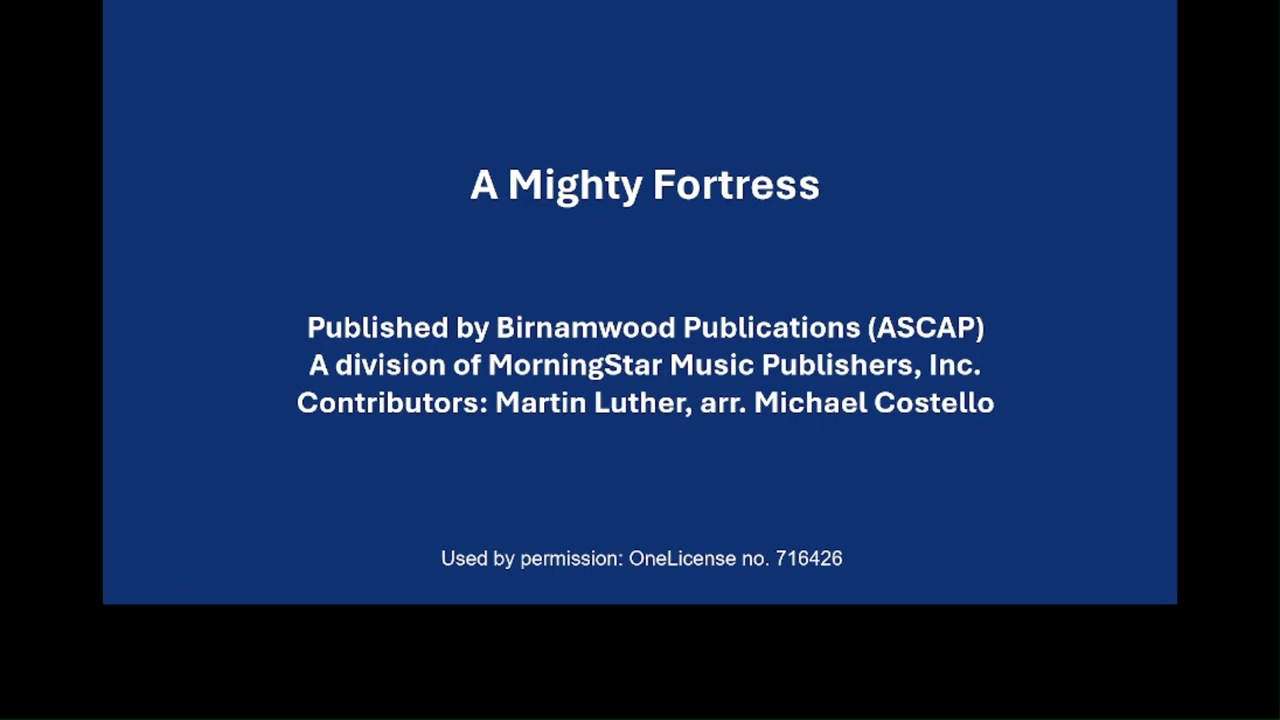 A Mighty Fortress
Published by Birnamwood Publications (ASCAP)
A division of MorningStar Music Publishers, Inc.
Contributors: Martin Luther, arr. Michael Costello
Used by permission: OneLicense no. 716426